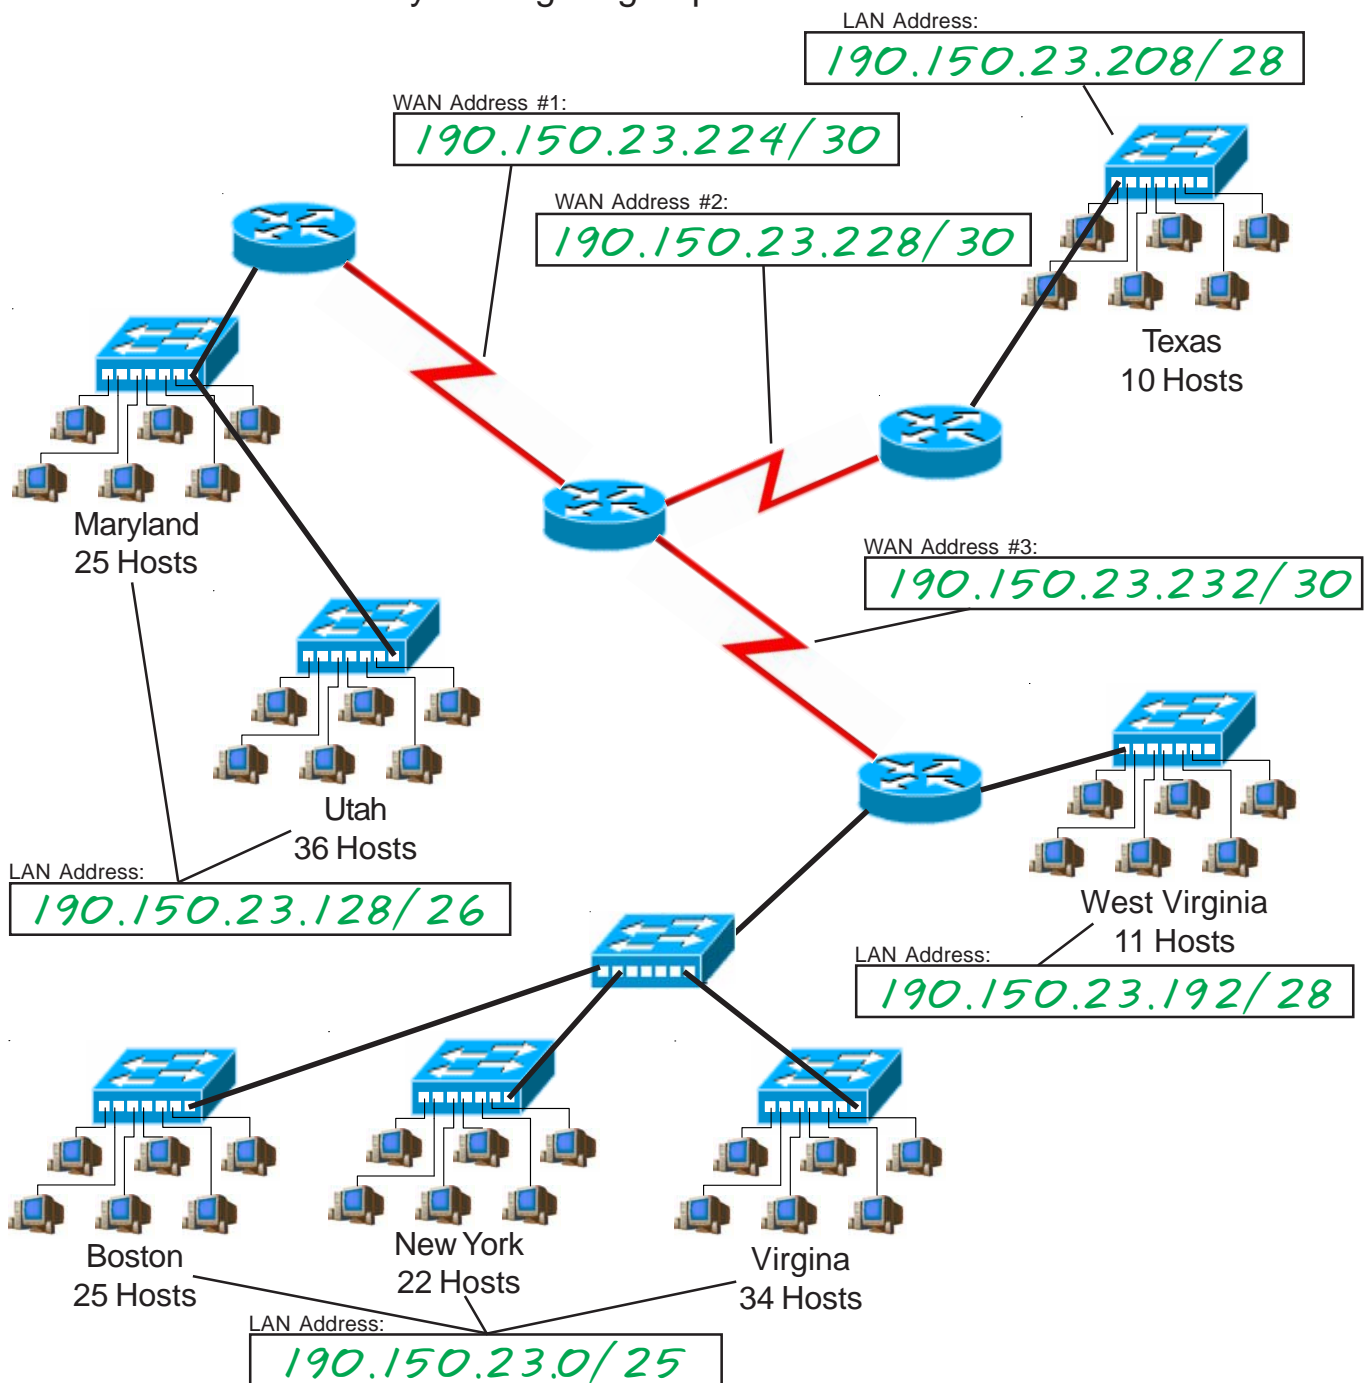 LAN Address:
190.150.23.208/28
WAN Address #1:
190.150.23.224/30
WAN Address #2:
190.150.23.228/30
Texas
10 Hosts
Maryland
25 Hosts
WAN Address #3:
190.150.23.232/30
Utah
36 Hosts
LAN Address:
190.150.23.128/26
West Virginia
11 Hosts
LAN Address:
190.150.23.192/28
Boston
25 Hosts
New York
22 Hosts
Virgina
34 Hosts
LAN Address:
190.150.23.0/25